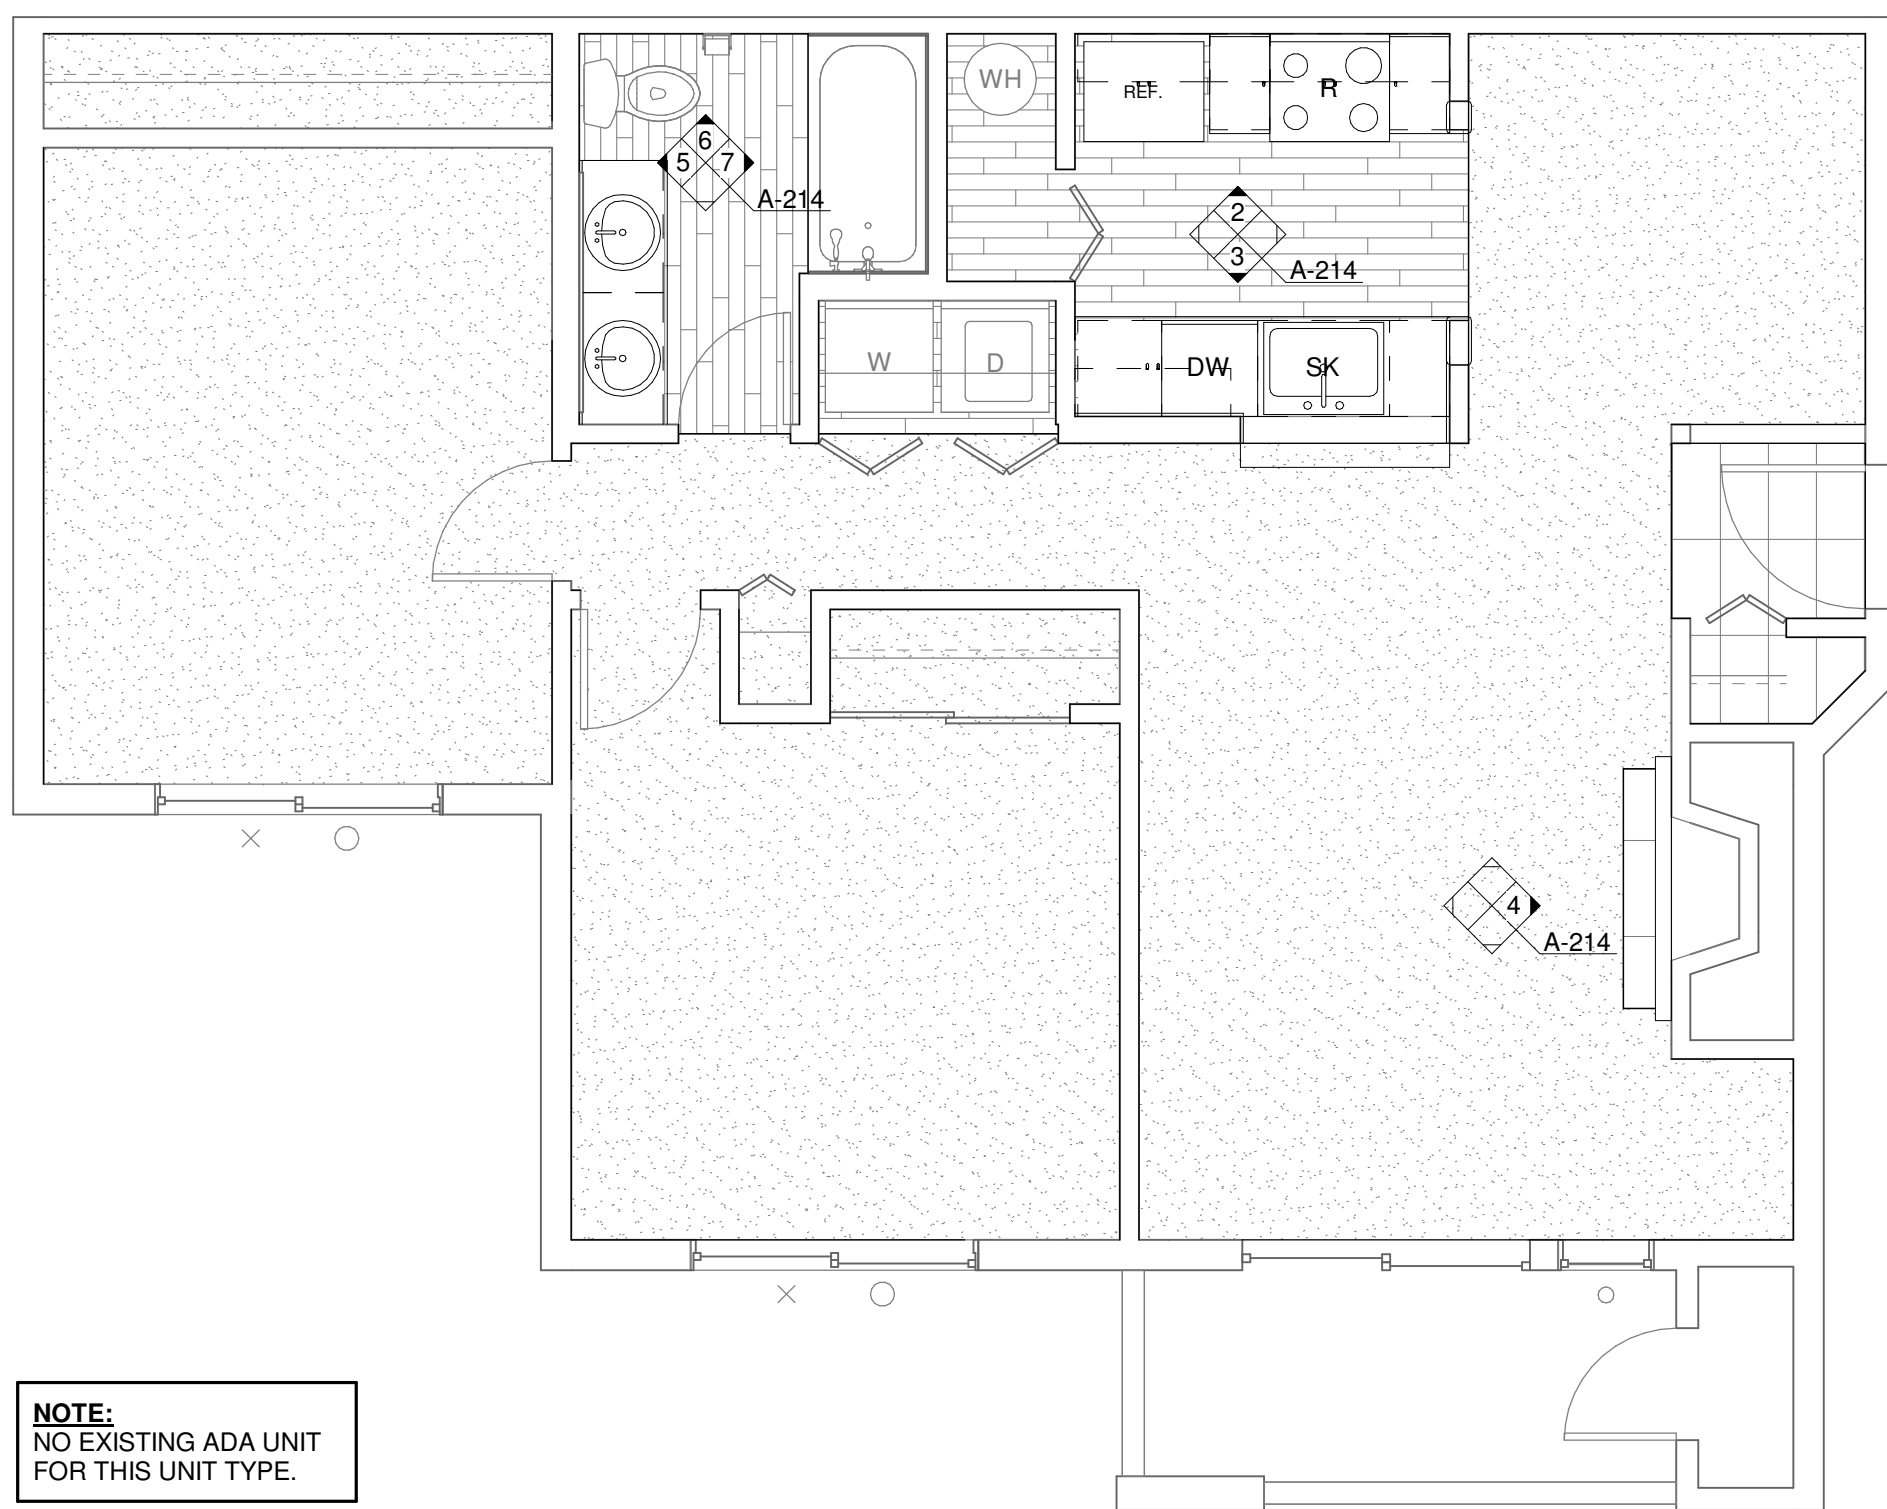 WH
REF.
R
6
5 7
A-214
2
3
A-214
W
D
DW
SK
4
A-214
NOTE:
NO EXISTING ADA UNIT
FOR THIS UNIT TYPE.